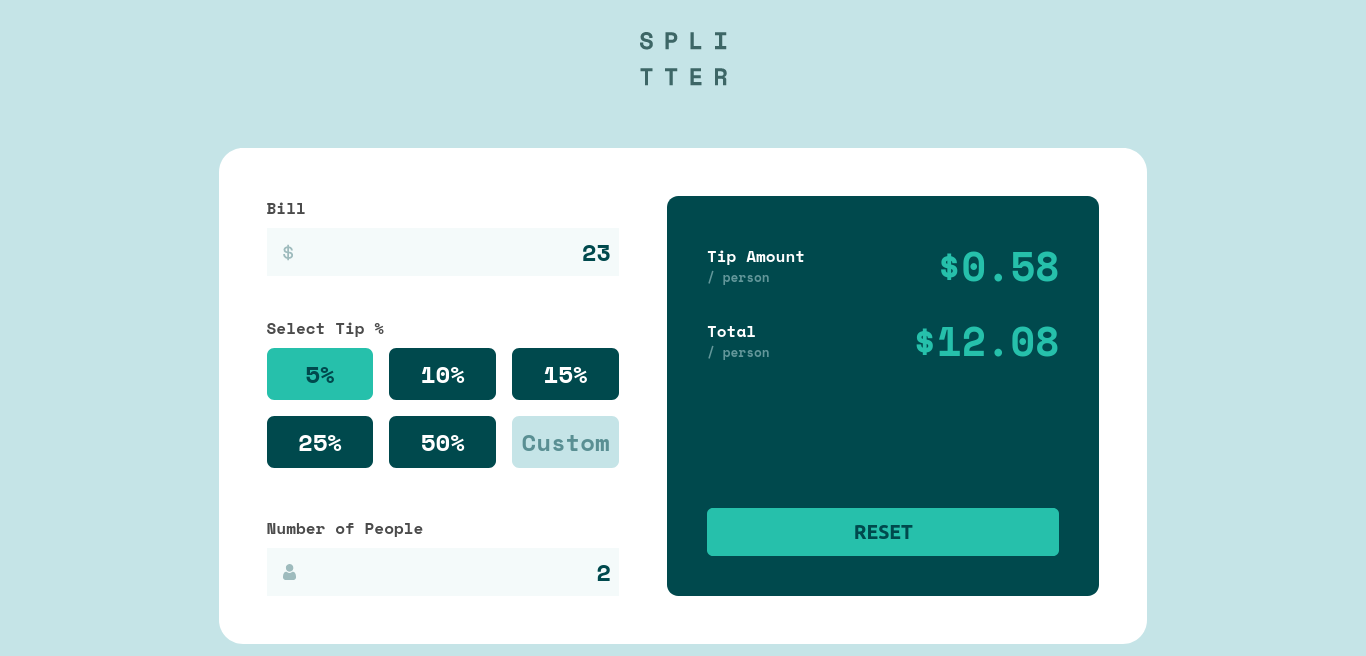 SPLI
TTER
Bill
$ 23
Select Tip %
5% 10% 15%
25% 50% Custom
Number of People
2
Tip Amount
/ person
$0.58
Total
/ person
$12.08
RESET